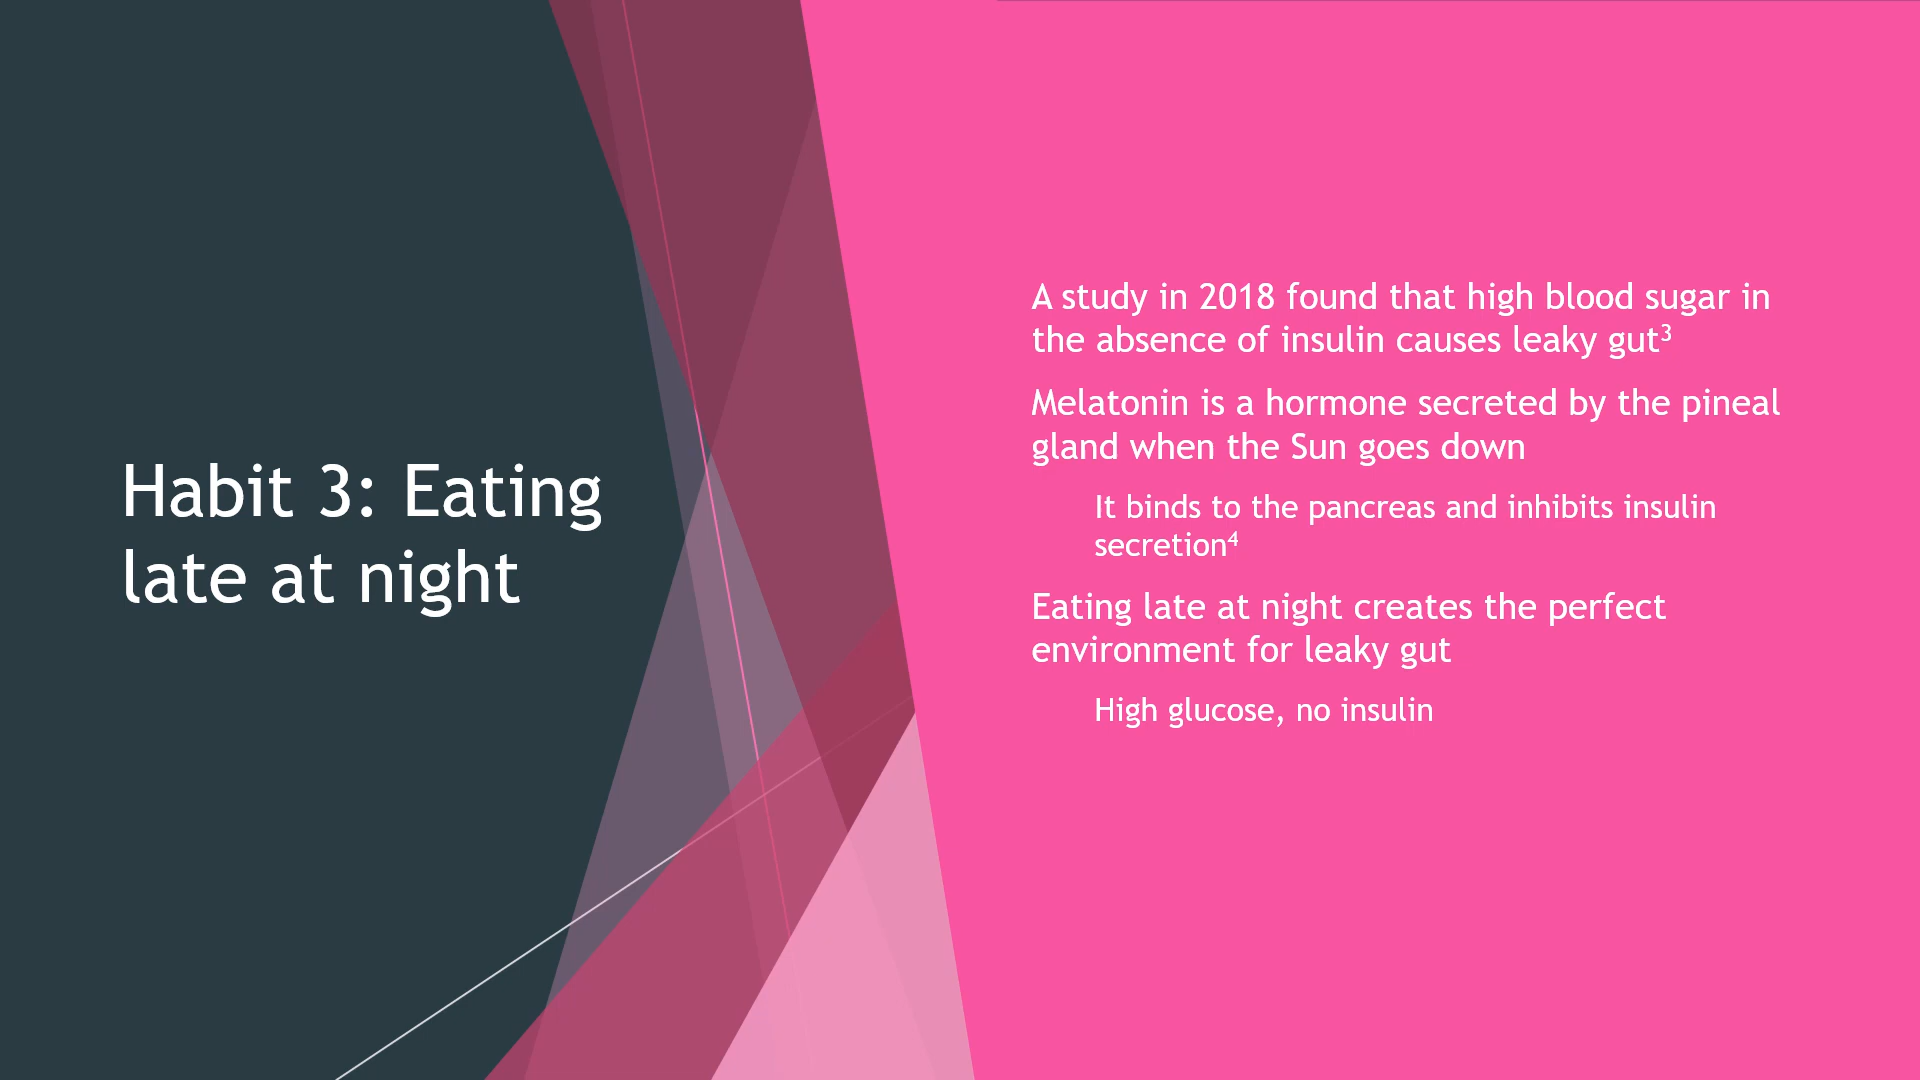 Habit 3: Eating
late at night
A study in 2018 found that high blood sugar in
the absence of insulin causes leaky gut³
Melatonin is a hormone secreted by the pineal
gland when the Sun goes down
It binds to the pancreas and inhibits insulin
secretion⁴
Eating late at night creates the perfect
environment for leaky gut
High glucose, no insulin